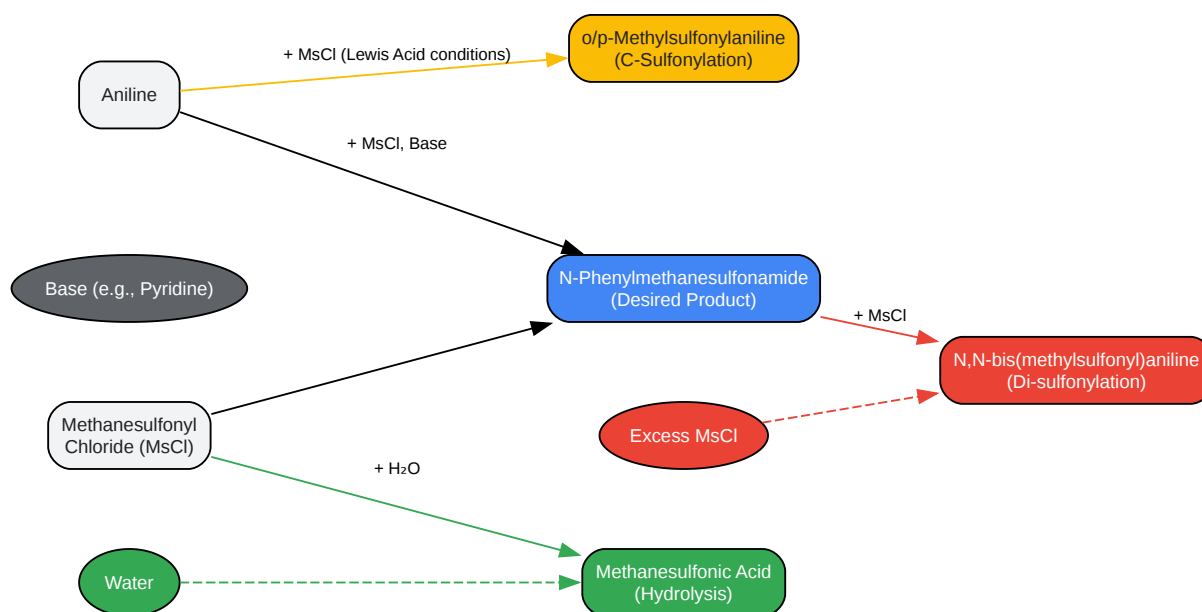 o/p-Methylsulfonylaniline
(C-Sulfonylation)
+ MsCl (Lewis Acid conditions)
Aniline
+ MsCl, Base
Base (e.g., Pyridine)
N-Phenylmethanesulfonamide
(Desired Product)
+ MsCl
N,N-bis(methylsulfonyl)aniline
(Di-sulfonylation)
Methanesulfonyl
Chloride (MsCl)
Excess MsCl
+ H₂O
Water
Methanesulfonic Acid
(Hydrolysis)